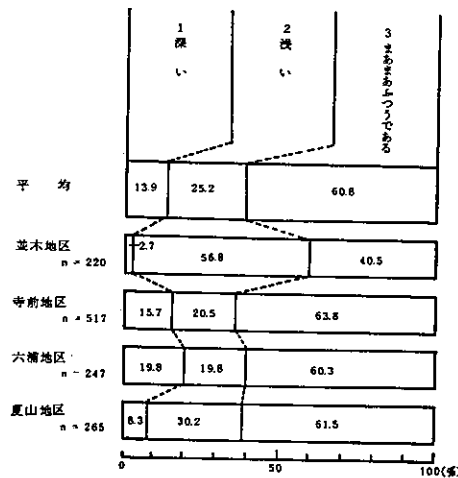 1 深い
2 浅い
3 まあまあふつうである
平均
13.9 25.2 60.8
並木地区
n = 220
2.7 56.8 40.5
寺前地区
n = 517
15.7 20.5 63.8
六浦地区
n = 247
19.8 19.8 60.3
夏山地区
n = 265
8.3 30.2 61.5
0 50 100(%)